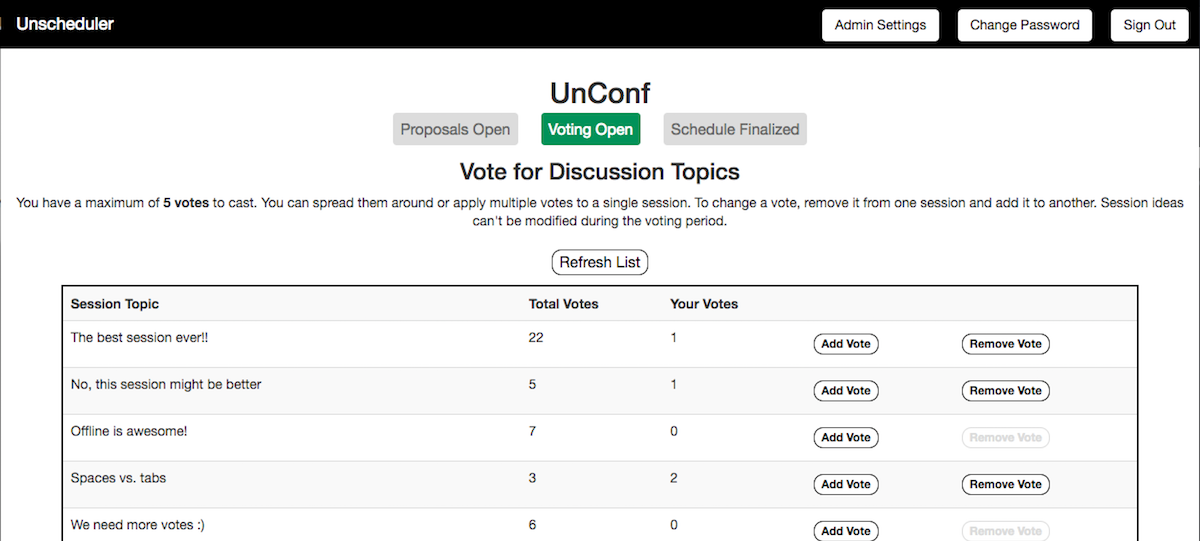 Unscheduler Admin Settings Change Password Sign Out
UnConf
Proposals Open Voting Open Schedule Finalized
Vote for Discussion Topics
You have a maximum of 5 votes to cast. You can spread them around or apply multiple votes to a single session. To change a vote, remove it from one session and add it to another. Session ideas
can't be modified during the voting period.
Refresh List
Session Topic Total Votes Your Votes
The best session ever!! 22 1 Add Vote Remove Vote
No, this session might be better 5 1 Add Vote Remove Vote
Offline is awesome! 7 0 Add Vote Remove Vote
Spaces vs. tabs 3 2 Add Vote Remove Vote
We need more votes :) 6 0 Add Vote Remove Vote